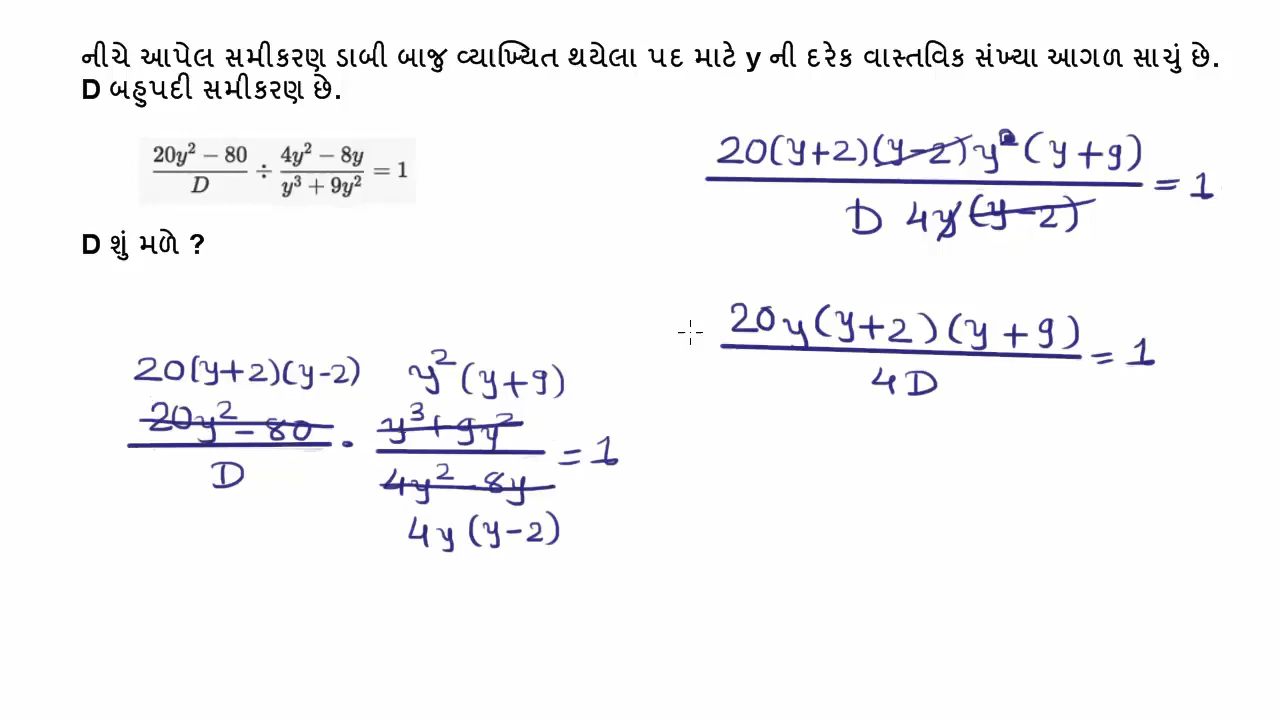 નીચે આપેલ સમીકરણ ડાબી બાજુ વ્યાખ્યિત થયેલા પદ માટે y ની દરેક વાસ્તવિક સંખ્યા આગળ સાચું છે.
D બહુપદી સમીકરણ છે.
(20y² − 80)/D ÷ (4y² − 8y)/(y³ + 9y²) = 1
D શું મળે ?
20(y+2)(y-2) y²(y+9)
(20y² - 80)/D · (y³ + 9y²)/(4y² - 8y) = 1
4y(y-2)
20(y+2)(y-2)y²(y+9)/(D 4y(y-2)) = 1
20y(y+2)(y+9)/(4D) = 1